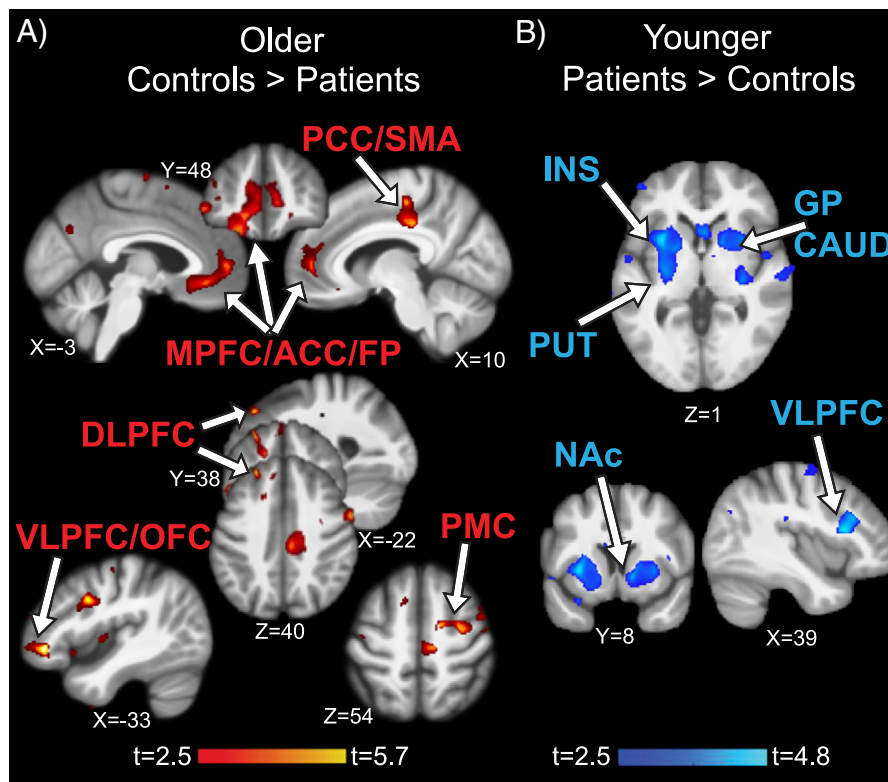 A)
Older
Controls > Patients
PCC/SMA
Y=48
X=-3
MPFC/ACC/FP
X=10
DLPFC
Y=38
VLPFC/OFC
X=-22
PMC
Z=40
X=-33
Z=54
t=2.5
t=5.7
B)
Younger
Patients > Controls
INS
GP
CAUD
PUT
Z=1
VLPFC
NAc
Y=8
X=39
t=2.5
t=4.8